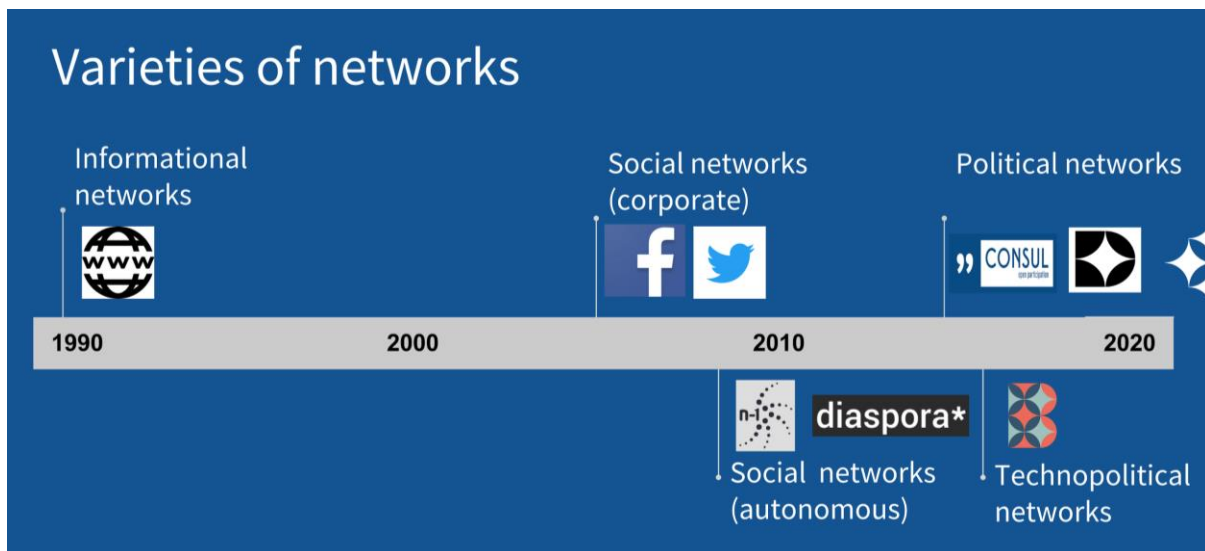 Varieties of networks
Informational
networks
Social networks
(corporate)
Political networks
www
f
” CONSUL
open participation
1990
2000
2010
2020
n-1
diaspora*
Social networks
(autonomous)
Technopolitical
networks